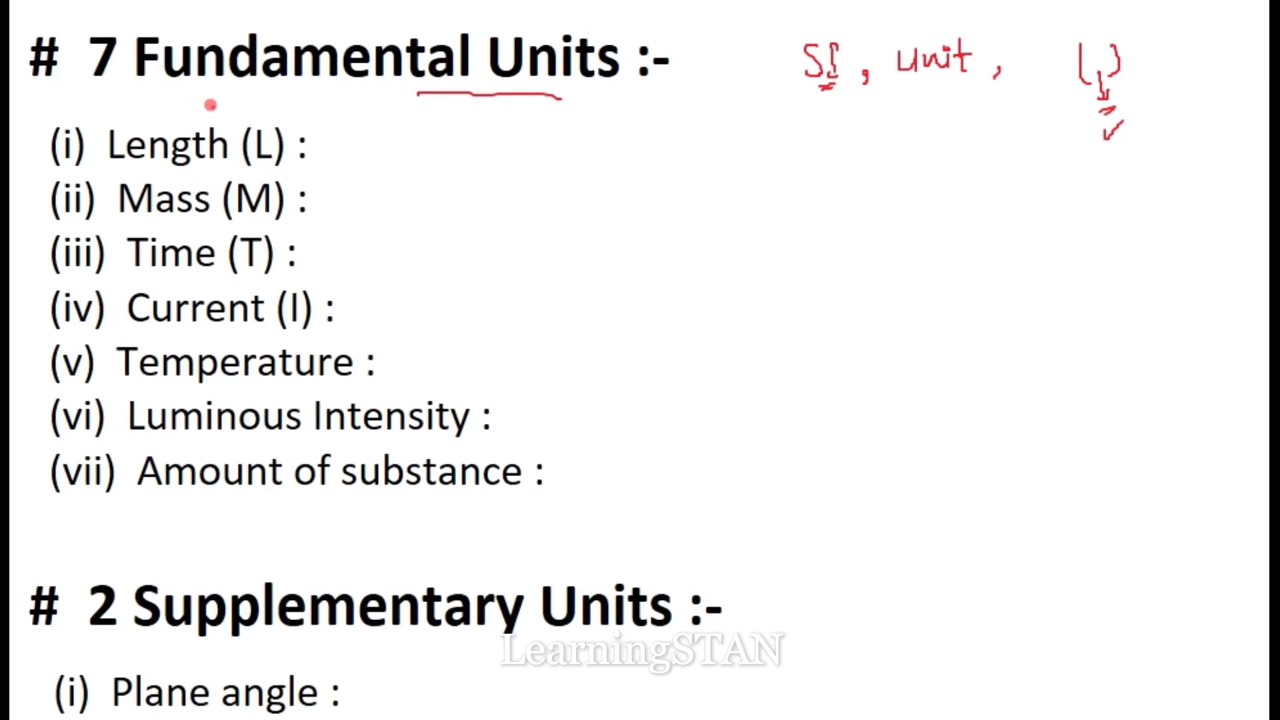 # 7 Fundamental Units :-
SI, unit, ( )
(i) Length (L) :
(ii) Mass (M) :
(iii) Time (T) :
(iv) Current (I) :
(v) Temperature :
(vi) Luminous Intensity :
(vii) Amount of substance :
# 2 Supplementary Units :-
LearningSTAN
(i) Plane angle :